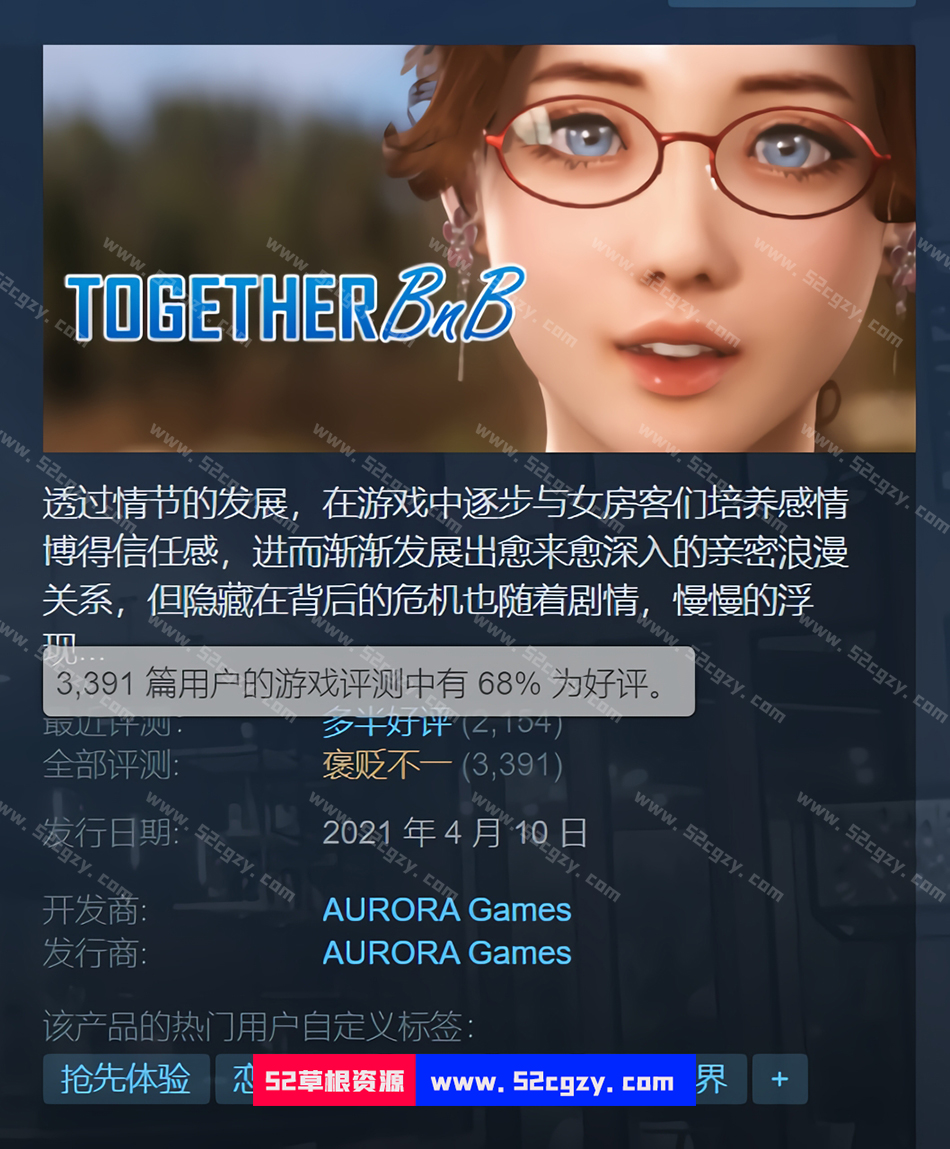 TOGETHER BnB
透过情节的发展，在游戏中逐步与女房客们培养感情
博得信任感，进而渐渐发展出愈来愈深入的亲密浪漫
关系，但隐藏在背后的危机也随着剧情，慢慢的浮
现...
3,391 篇用户的游戏评测中有 68% 为好评。
最近评测: 多半好评 (2,154)
全部评测: 褒贬不一 (3,391)
发行日期: 2021 年 4 月 10 日
开发商: AURORA Games
发行商: AURORA Games
该产品的热门用户自定义标签:
抢先体验 52草根资源 www.52cgzy.com 界 +
www.52cgzy.com